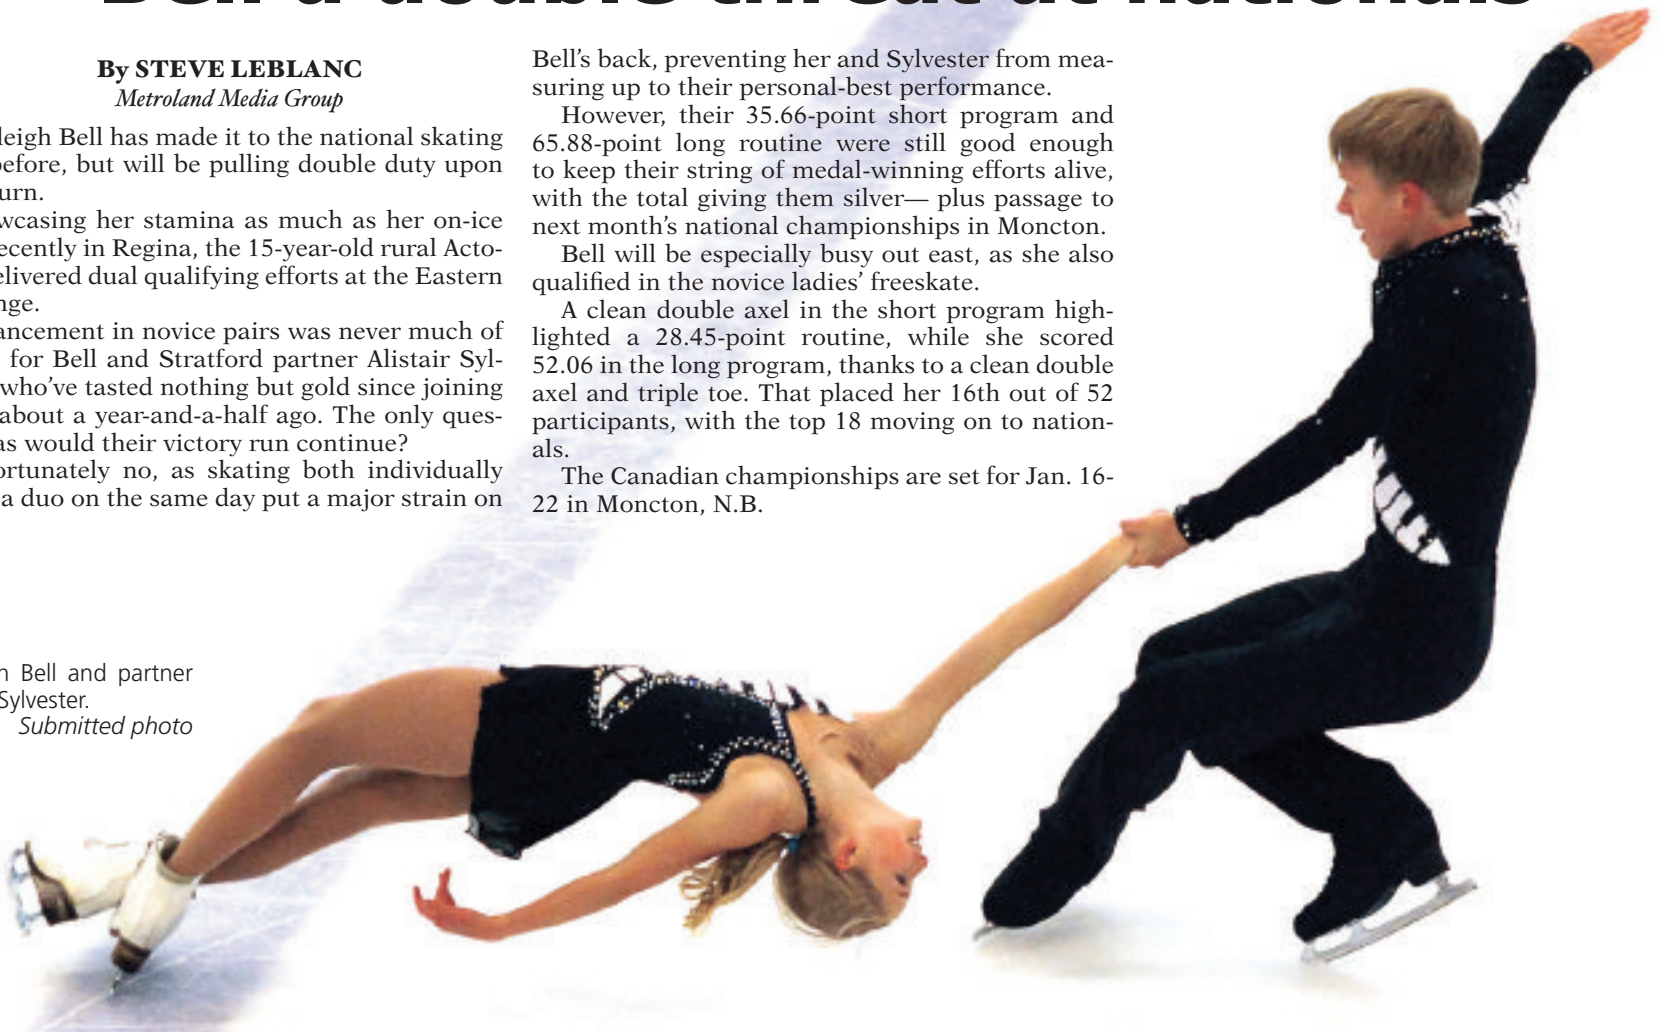 Bell a double threat at nationals
By STEVE LEBLANC
Metroland Media Group
leigh Bell has made it to the national skating
before, but will be pulling double duty upon
urn.
wcasing her stamina as much as her on-ice
ecently in Regina, the 15-year-old rural Acto-
elivered dual qualifying efforts at the Eastern
nge.
ancement in novice pairs was never much of
for Bell and Stratford partner Alistair Syl-
who've tasted nothing but gold since joining
about a year-and-a-half ago. The only ques-
as would their victory run continue?
ortunately no, as skating both individually
a duo on the same day put a major strain on
Bell's back, preventing her and Sylvester from mea-
suring up to their personal-best performance.
However, their 35.66-point short program and
65.88-point long routine were still good enough
to keep their string of medal-winning efforts alive,
with the total giving them silver— plus passage to
next month's national championships in Moncton.
Bell will be especially busy out east, as she also
qualified in the novice ladies' freeskate.
A clean double axel in the short program high-
lighted a 28.45-point routine, while she scored
52.06 in the long program, thanks to a clean double
axel and triple toe. That placed her 16th out of 52
participants, with the top 18 moving on to nation-
als.
The Canadian championships are set for Jan. 16-
22 in Moncton, N.B.
n Bell and partner
Sylvester.
Submitted photo